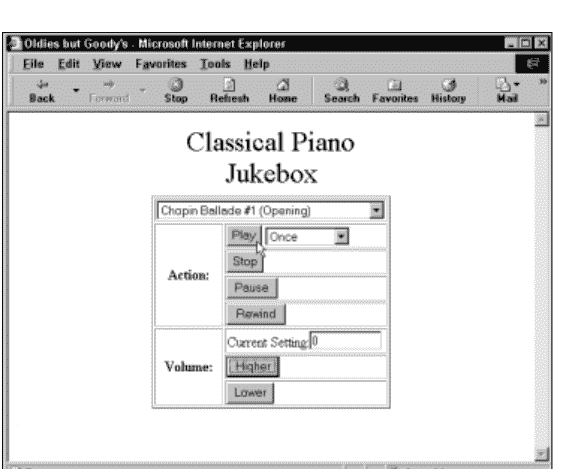 Oldies but Goody's - Microsoft Internet Explorer
File Edit View Favorites Tools Help
Back Forward Stop Refresh Home Search Favorites History Mail
Classical Piano
Jukebox
Chopin Ballade #1 (Opening)
Action:
Play Once
Stop
Pause
Rewind
Volume:
Current Setting: 0
Higher
Lower